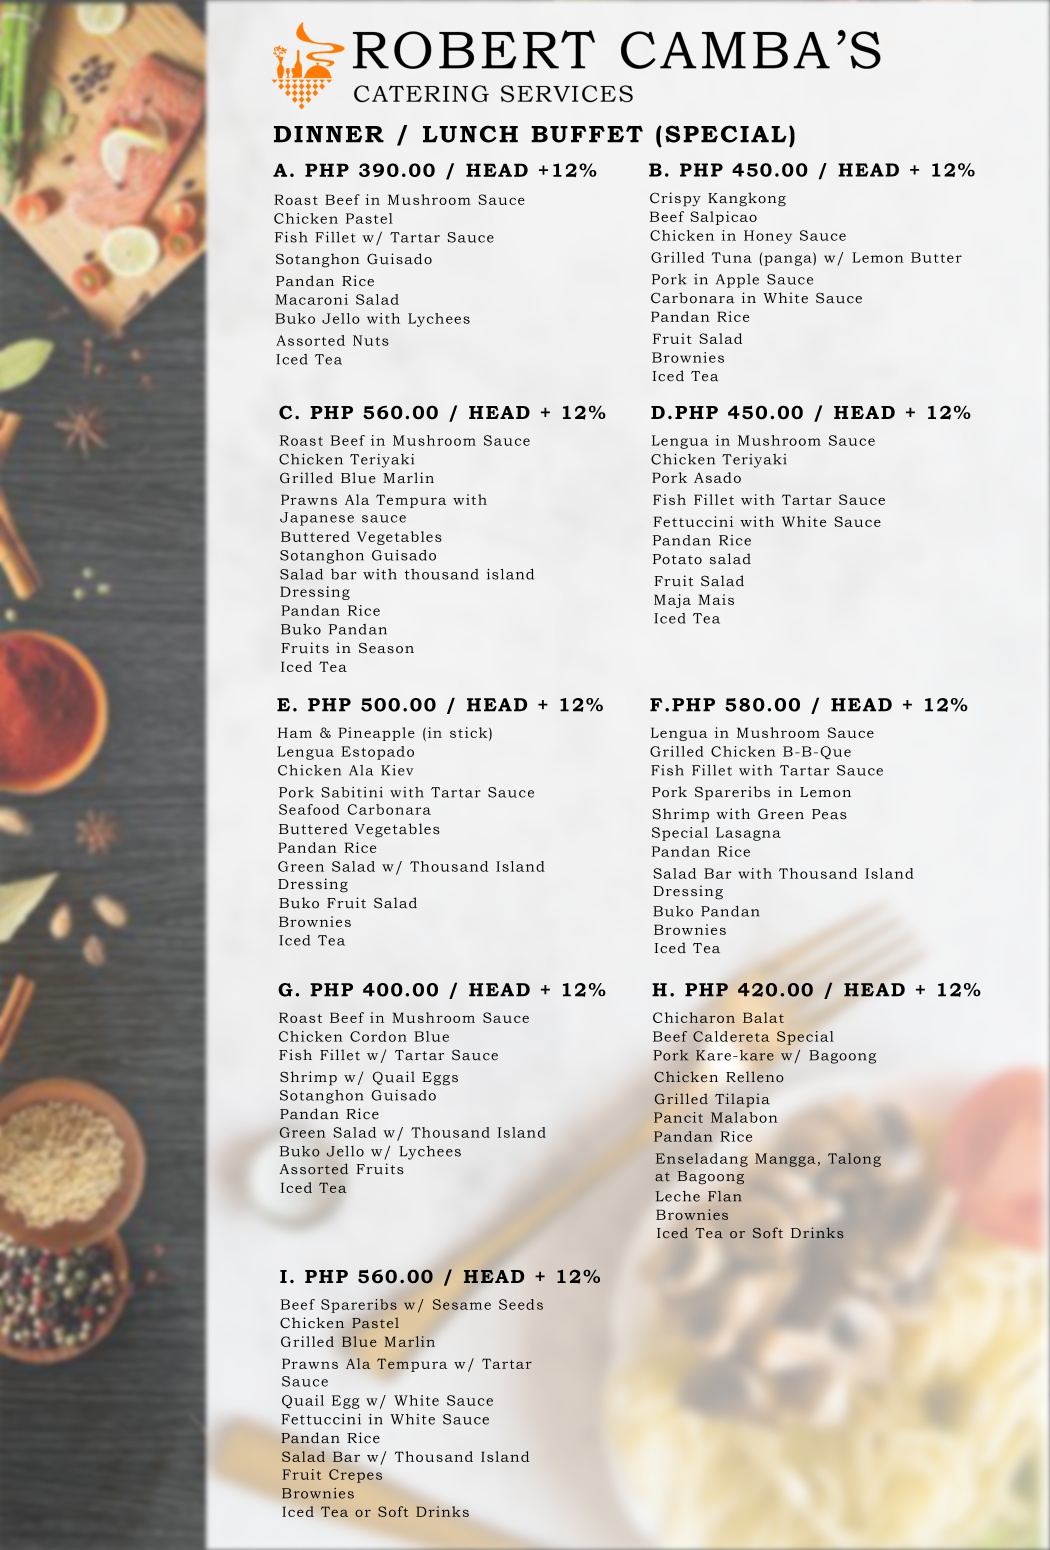 ROBERT CAMBA'S
CATERING SERVICES
DINNER / LUNCH BUFFET (SPECIAL)
A. PHP 390.00 / HEAD +12%
Roast Beef in Mushroom Sauce
Chicken Pastel
Fish Fillet w/ Tartar Sauce
Sotanghon Guisado
Pandan Rice
Macaroni Salad
Buko Jello with Lychees
Assorted Nuts
Iced Tea
B. PHP 450.00 / HEAD + 12%
Crispy Kangkong
Beef Salpicao
Chicken in Honey Sauce
Grilled Tuna (panga) w/ Lemon Butter
Pork in Apple Sauce
Carbonara in White Sauce
Pandan Rice
Fruit Salad
Brownies
Iced Tea
C. PHP 560.00 / HEAD + 12%
Roast Beef in Mushroom Sauce
Chicken Teriyaki
Grilled Blue Marlin
Prawns Ala Tempura with
Japanese sauce
Buttered Vegetables
Sotanghon Guisado
Salad bar with thousand island
Dressing
Pandan Rice
Buko Pandan
Fruits in Season
Iced Tea
D.PHP 450.00 / HEAD + 12%
Lengua in Mushroom Sauce
Chicken Teriyaki
Pork Asado
Fish Fillet with Tartar Sauce
Fettuccini with White Sauce
Pandan Rice
Potato salad
Fruit Salad
Maja Mais
Iced Tea
E. PHP 500.00 / HEAD + 12%
Ham & Pineapple (in stick)
Lengua Estopado
Chicken Ala Kiev
Pork Sabitini with Tartar Sauce
Seafood Carbonara
Buttered Vegetables
Pandan Rice
Green Salad w/ Thousand Island
Dressing
Buko Fruit Salad
Brownies
Iced Tea
F.PHP 580.00 / HEAD + 12%
Lengua in Mushroom Sauce
Grilled Chicken B-B-Que
Fish Fillet with Tartar Sauce
Pork Spareribs in Lemon
Shrimp with Green Peas
Special Lasagna
Pandan Rice
Salad Bar with Thousand Island
Dressing
Buko Pandan
Brownies
Iced Tea
G. PHP 400.00 / HEAD + 12%
Roast Beef in Mushroom Sauce
Chicken Cordon Blue
Fish Fillet w/ Tartar Sauce
Shrimp w/ Quail Eggs
Sotanghon Guisado
Pandan Rice
Green Salad w/ Thousand Island
Buko Jello w/ Lychees
Assorted Fruits
Iced Tea
H. PHP 420.00 / HEAD + 12%
Chicharon Balat
Beef Caldereta Special
Pork Kare-kare w/ Bagoong
Chicken Relleno
Grilled Tilapia
Pancit Malabon
Pandan Rice
Enseladang Mangga, Talong
at Bagoong
Leche Flan
Brownies
Iced Tea or Soft Drinks
I. PHP 560.00 / HEAD + 12%
Beef Spareribs w/ Sesame Seeds
Chicken Pastel
Grilled Blue Marlin
Prawns Ala Tempura w/ Tartar
Sauce
Quail Egg w/ White Sauce
Fettuccini in White Sauce
Pandan Rice
Salad Bar w/ Thousand Island
Fruit Crepes
Brownies
Iced Tea or Soft Drinks